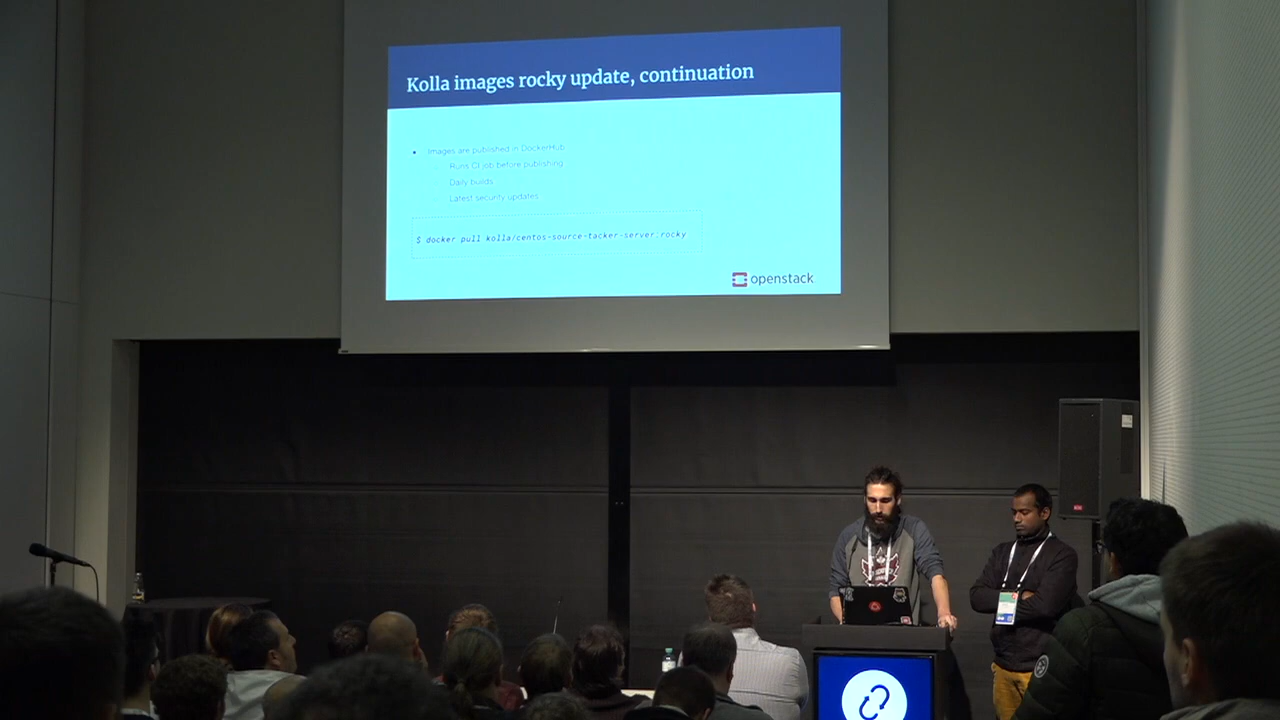 Kolla images rocky update, continuation
Images are published in DockerHub
Runs CI job before publishing
Daily builds
Latest security updates
$ docker pull kolla/centos-source-tacker-server:rocky
openstack